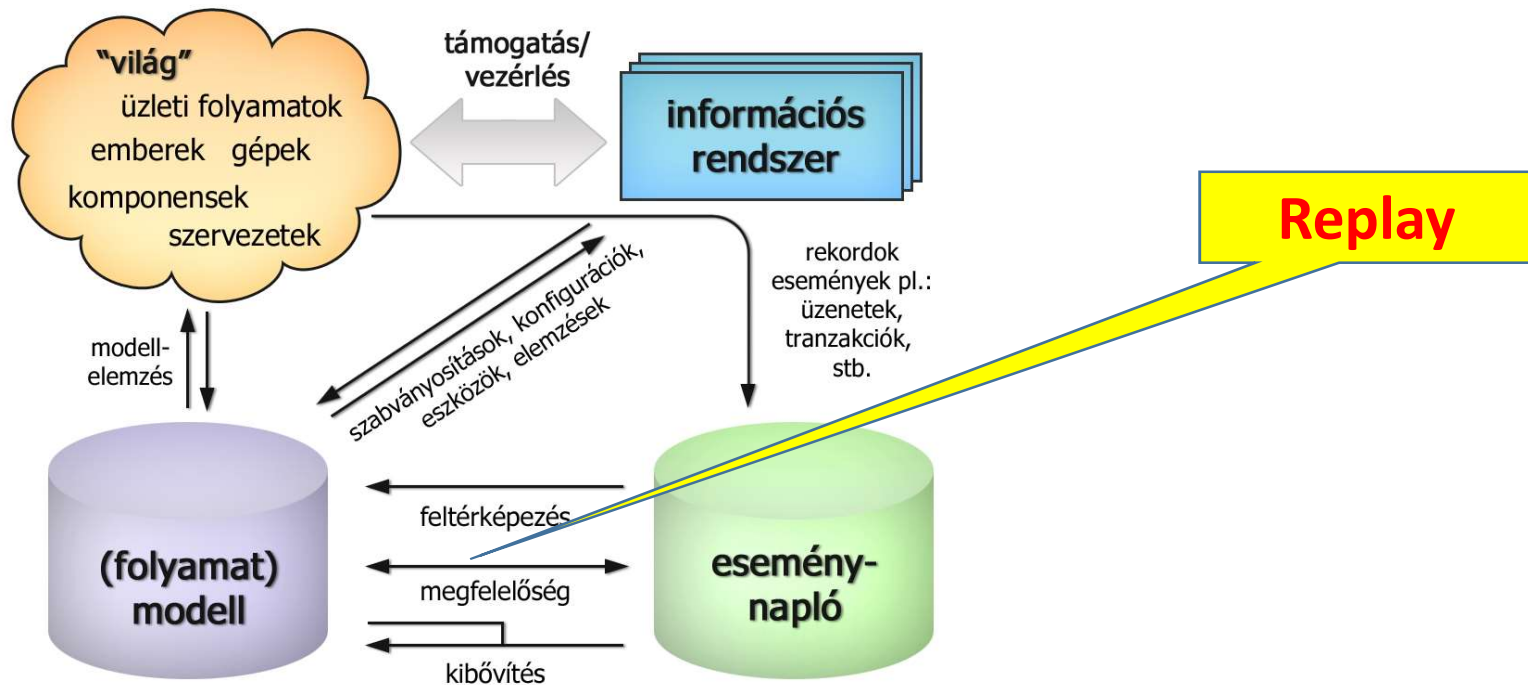 "világ"
üzleti folyamatok
emberek gépek
komponensek
szervezetek
támogatás/
vezérlés
információs
rendszer
Replay
rekordok
események pl.:
üzenetek,
tranzakciók,
stb.
modell-
elemzés
szabványosítások, konfigurációk,
eszközök, elemzések
(folyamat)
modell
feltérképezés
megfelelőség
kibővítés
esemény-
napló